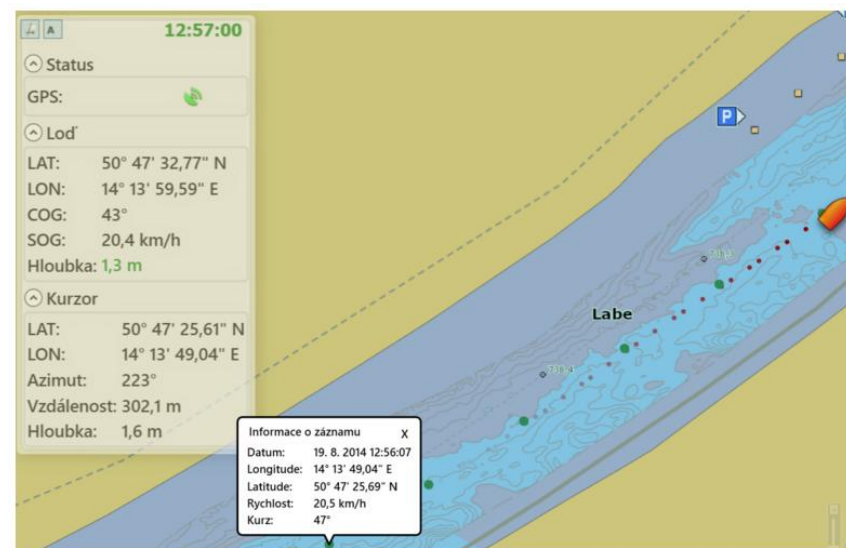 A 12:57:00
Status
GPS:
Loď
LAT: 50° 47' 32,77" N
LON: 14° 13' 59,59" E
COG: 43°
SOG: 20,4 km/h
Hloubka: 1,3 m
Kurzor
LAT: 50° 47' 25,61" N
LON: 14° 13' 49,04" E
Azimut: 223°
Vzdálenost: 302,1 m
Hloubka: 1,6 m
P
Labe
738,4
Informace o záznamu X
Datum: 19. 8. 2014 12:56:07
Longitude: 14° 13' 49,04" E
Latitude: 50° 47' 25,69" N
Rychlost: 20,5 km/h
Kurz: 47°